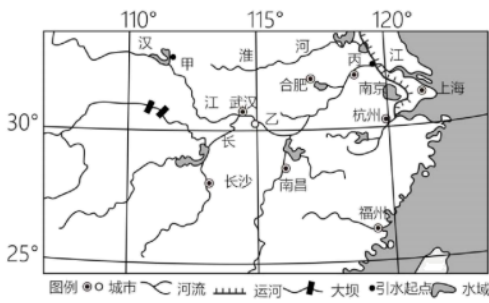 110° 115° 120°
汉 淮 河 丙 江
甲 合肥 南京 上海
江 武汉 乙 杭州
30° 长
长沙 南昌
福州
25°
图例 城市 河流 运河 大坝 引水起点 水域